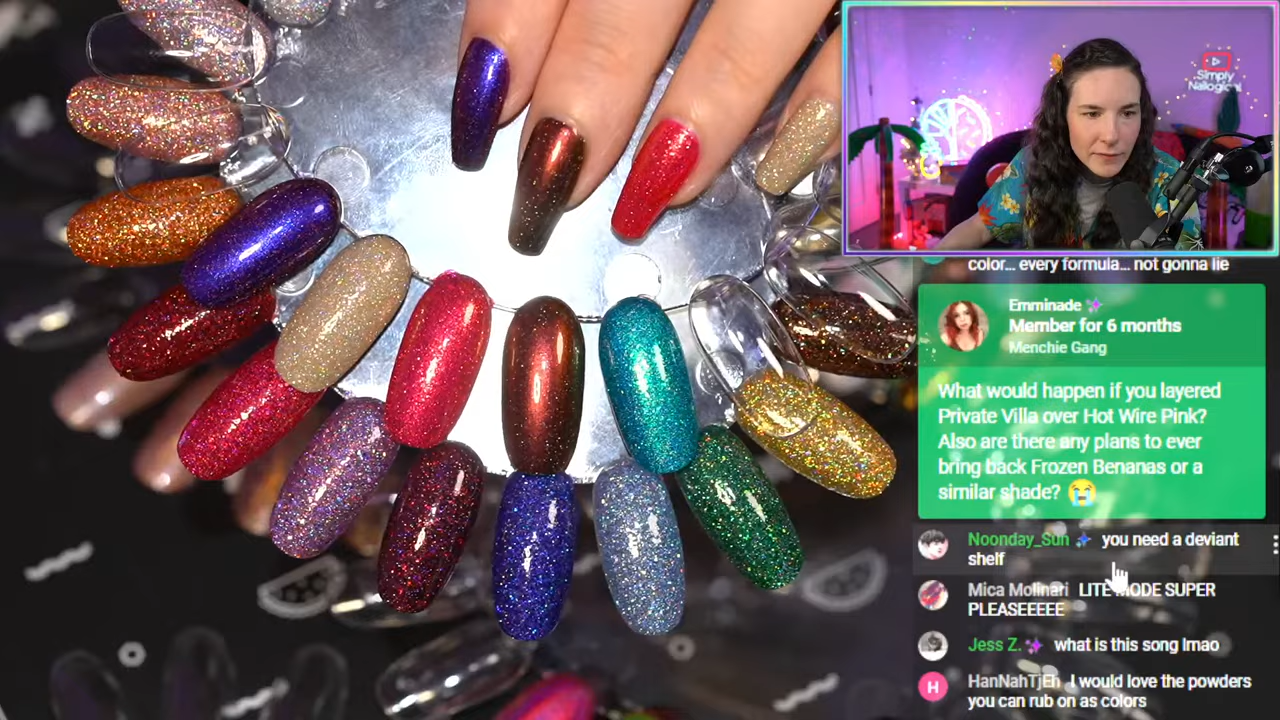 Simply
Nailogical
color... every formula... not gonna lie
Emminade
Member for 6 months
Menchie Gang
What would happen if you layered
Private Villa over Hot Wire Pink?
Also are there any plans to ever
bring back Frozen Benanas or a
similar shade?
Noonday_Sun you need a deviant
shelf
Mica Molinari LITE MODE SUPER
PLEASEEEEE
Jess Z. what is this song lmao
H HanNahTjEh I would love the powders
you can rub on as colors